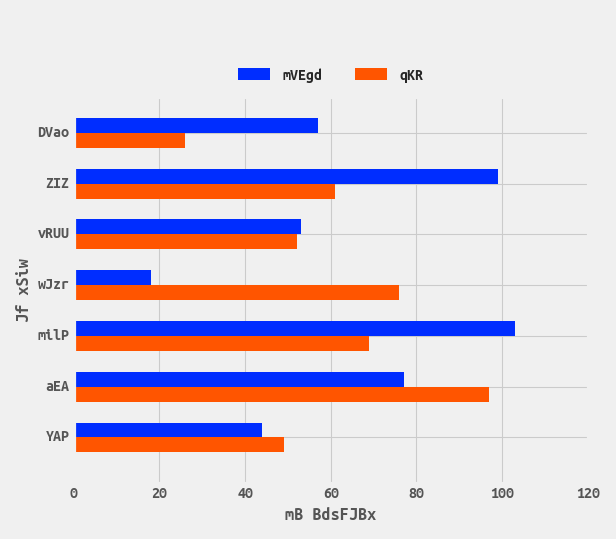 mVEgd qKR
DVao
ZIZ
vRUU
wJzr
milP
aEA
YAP
Jf xSiw
0 20 40 60 80 100 120
mB BdsFJBx